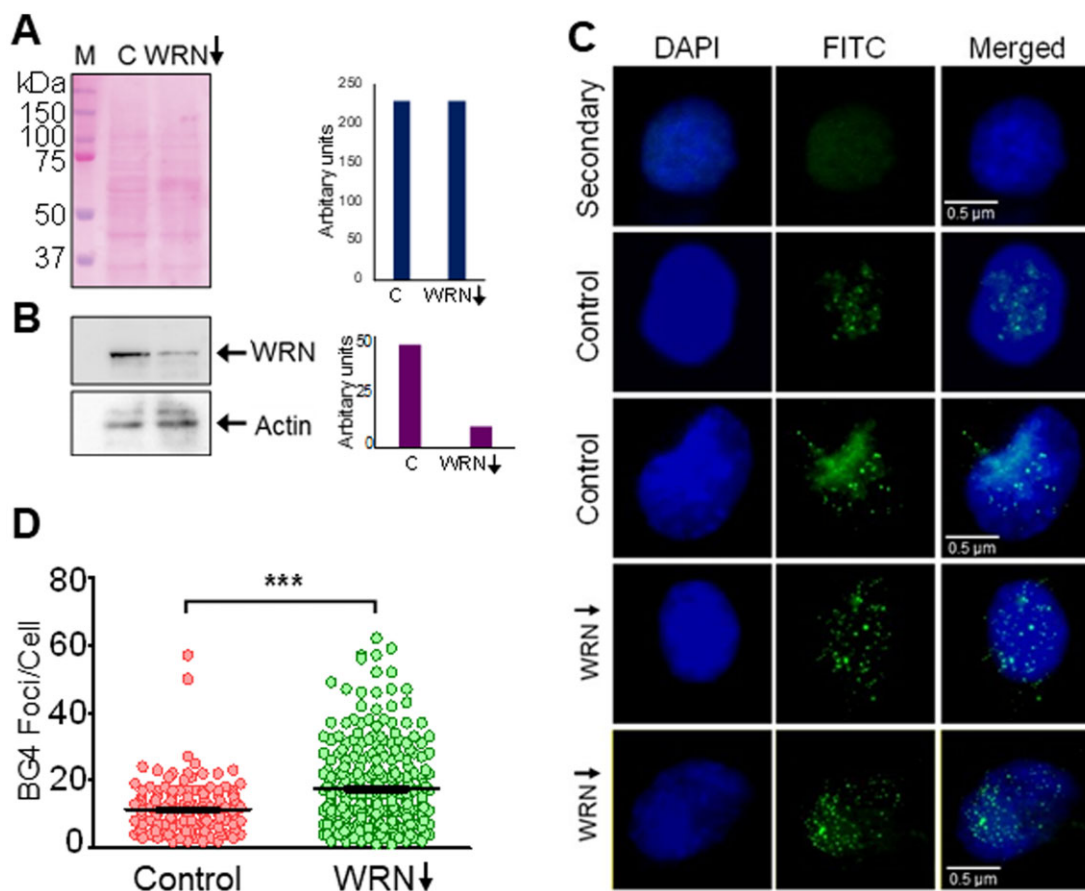 A
M C WRN↓
kDa
150
100
75
50
37
Arbitary units
250
200
150
100
50
0
C WRN↓
B
WRN
Actin
Arbitary units
50
25
0
C WRN↓
C
DAPI FITC Merged
Secondary
0.5 µm
Control
Control
0.5 µm
WRN↓
WRN↓
0.5 µm
D
BG4 Foci/Cell
80
60
40
20
0
***
Control WRN↓